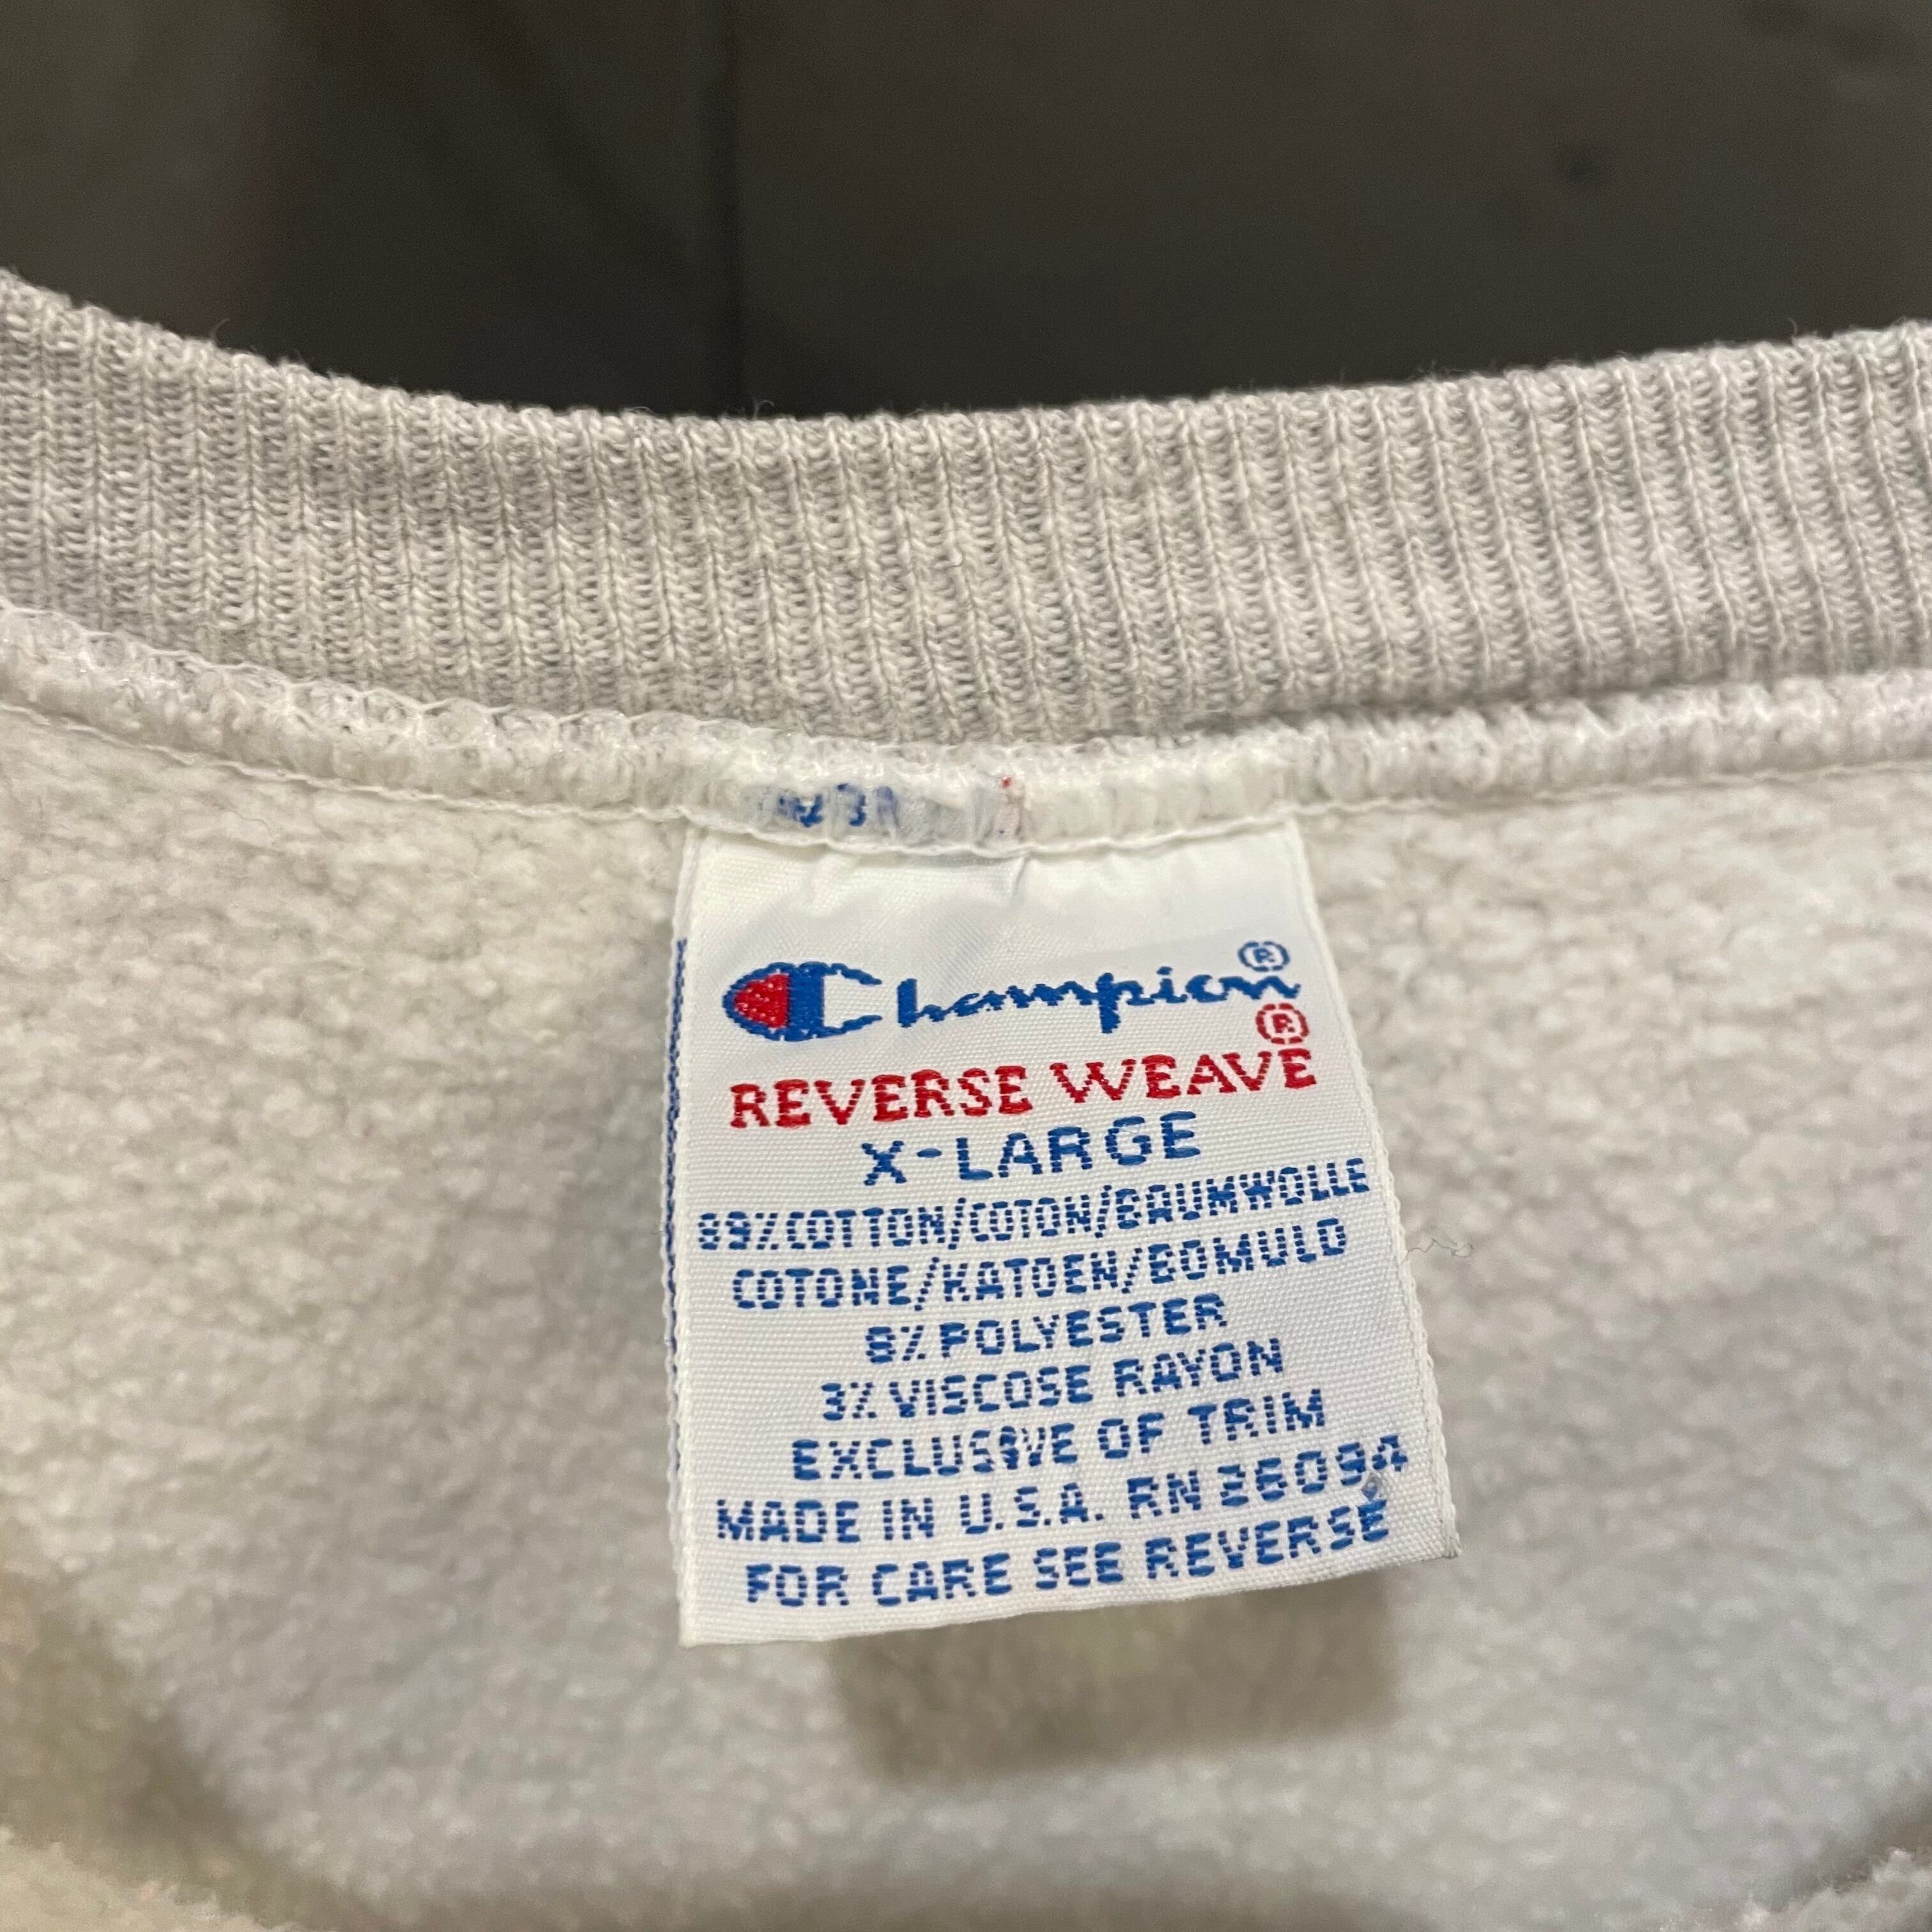 Champion®
REVERSE WEAVE®
X-LARGE
89% COTTON/COTON/BAUMWOLLE
COTONE/KATOEN/BOMULD
8% POLYESTER
3% VISCOSE RAYON
EXCLUSIVE OF TRIM
MADE IN U.S.A. RN 26094
FOR CARE SEE REVERSE